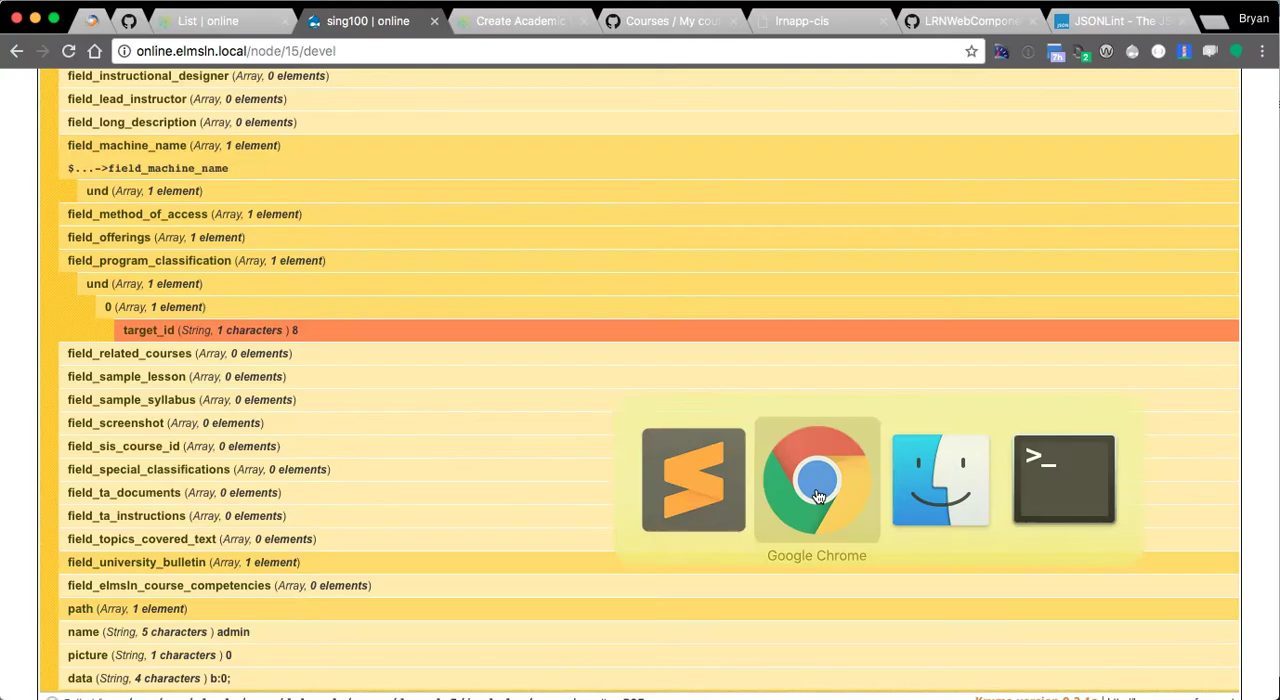 List | online
sing100 | online
Create Academic
Courses / My cou
lrnapp-cis
LRNWebCompone
JSONLint - The JS
Bryan
online.elmsln.local/node/15/devel
7h
2
field_instructional_designer (Array, 0 elements)
field_lead_instructor (Array, 0 elements)
field_long_description (Array, 0 elements)
field_machine_name (Array, 1 element)
$...->field_machine_name
und (Array, 1 element)
field_method_of_access (Array, 1 element)
field_offerings (Array, 1 element)
field_program_classification (Array, 1 element)
und (Array, 1 element)
0 (Array, 1 element)
target_id (String, 1 characters ) 8
field_related_courses (Array, 0 elements)
field_sample_lesson (Array, 0 elements)
field_sample_syllabus (Array, 0 elements)
field_screenshot (Array, 0 elements)
field_sis_course_id (Array, 0 elements)
field_special_classifications (Array, 0 elements)
field_ta_documents (Array, 0 elements)
field_ta_instructions (Array, 0 elements)
field_topics_covered_text (Array, 0 elements)
field_university_bulletin (Array, 1 element)
field_elmsln_course_competencies (Array, 0 elements)
path (Array, 1 element)
name (String, 5 characters ) admin
picture (String, 1 characters ) 0
data (String, 4 characters ) b:0;
>_
Google Chrome